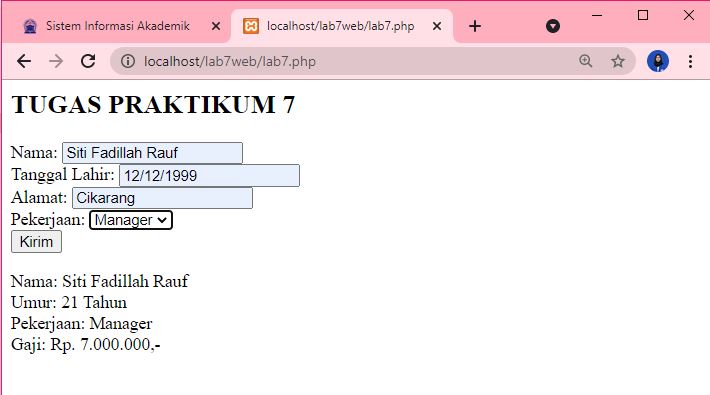 Sistem Informasi Akademik
localhost/lab7web/lab7.php
localhost/lab7web/lab7.php
TUGAS PRAKTIKUM 7
Nama: Siti Fadillah Rauf
Tanggal Lahir: 12/12/1999
Alamat: Cikarang
Pekerjaan: Manager
Kirim
Nama: Siti Fadillah Rauf
Umur: 21 Tahun
Pekerjaan: Manager
Gaji: Rp. 7.000.000,-